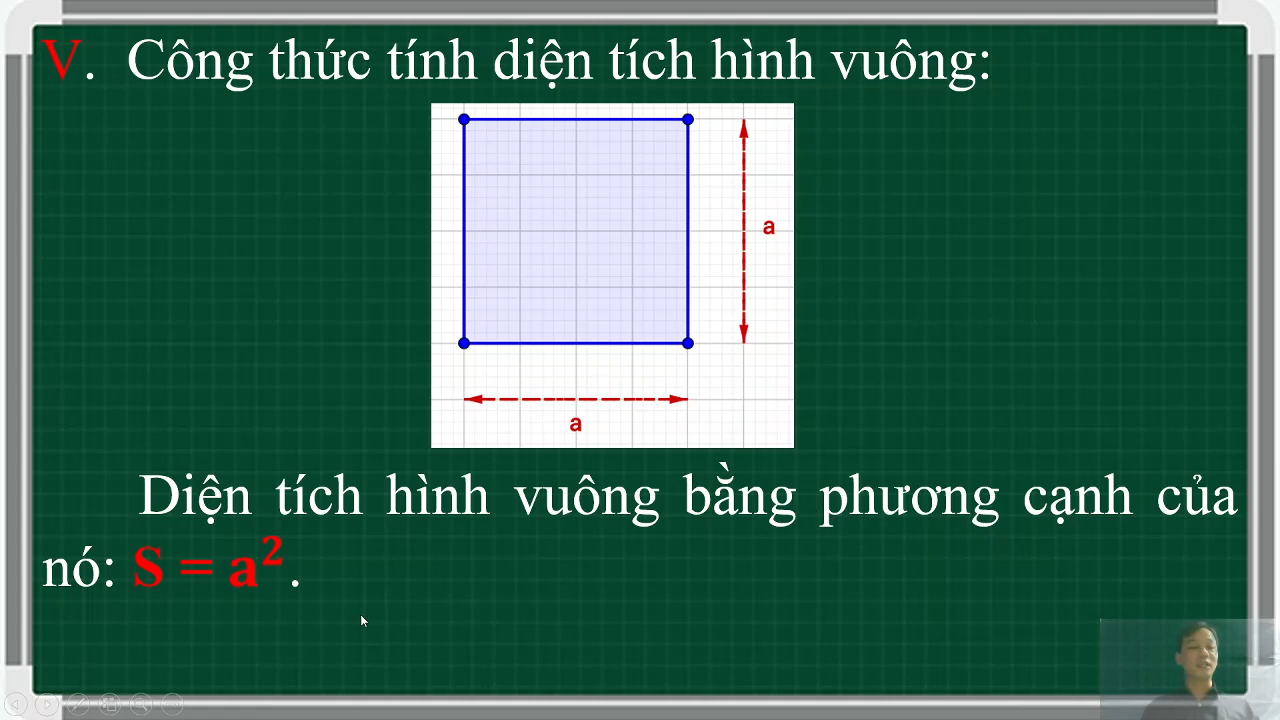 V. Công thức tính diện tích hình vuông:
a
a
Diện tích hình vuông bằng phương cạnh của
nó: S = a².